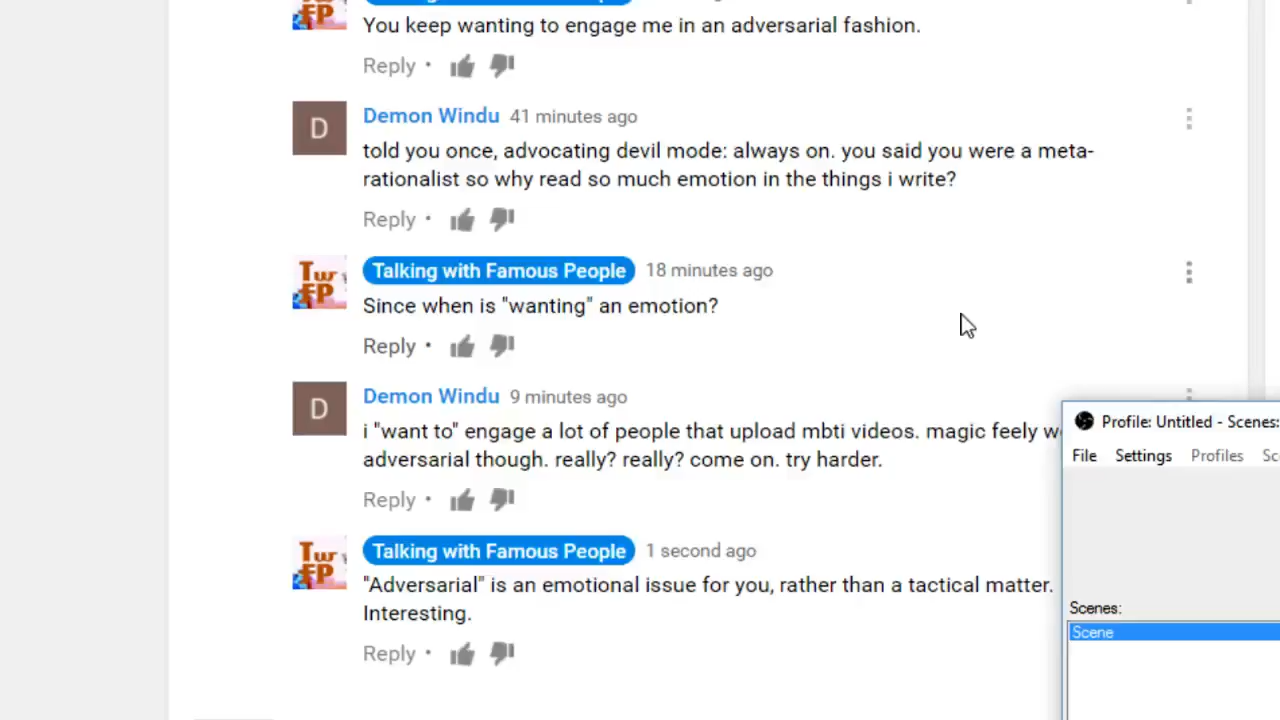 You keep wanting to engage me in an adversarial fashion.
Reply •
D
Demon Windu 41 minutes ago
told you once, advocating devil mode: always on. you said you were a meta-
rationalist so why read so much emotion in the things i write?
Reply •
Twf
FP
Talking with Famous People 18 minutes ago
Since when is "wanting" an emotion?
Reply •
D
Demon Windu 9 minutes ago
i "want to" engage a lot of people that upload mbti videos. magic feely
adversarial though. really? really? come on. try harder.
Reply •
Twf
FP
Talking with Famous People 1 second ago
"Adversarial" is an emotional issue for you, rather than a tactical matter.
Interesting.
Reply •
Profile: Untitled - Scenes:
File Settings Profiles
Scenes:
Scene